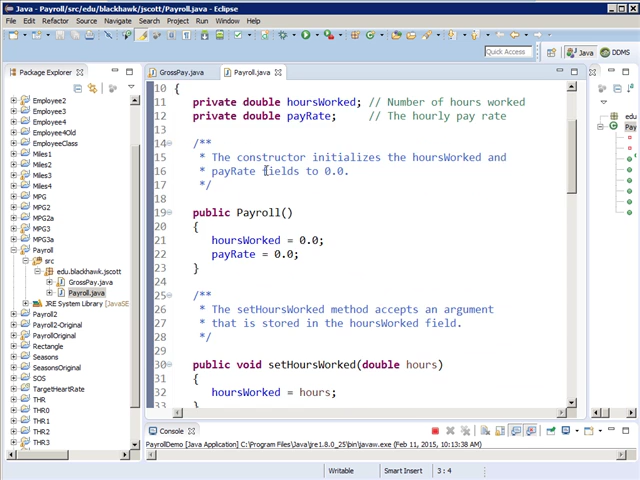 Java - Payroll/src/edu/blackhawk/jscott/Payroll.java - Eclipse
File Edit Source Refactor Navigate Search Project Run Window Help
Quick Access
Java
DDMS
Package Explorer
GrossPay.java
Payroll.java
Employee2
Employee3
Employee4
Employee4Old
EmployeeClass
Miles1
Miles2
Miles3
Miles4
MPG
MPG2
MPG2a
MPG3
MPG3a
Payroll
src
edu.blackhawk.jscott
GrossPay.java
Payroll.java
JRE System Library [JavaSE
Payroll2
Payroll2-Original
PayrollOriginal
Rectangle
Seasons
SOS
TargetHeartRate
THR
THR0
THR1
THR2
THR3
10 {
11 private double hoursWorked; // Number of hours worked
12 private double payRate; // The hourly pay rate
13
14 /**
15 * The constructor initializes the hoursWorked and
16 * payRate fields to 0.0.
17 */
18
19 public Payroll()
20 {
21 hoursWorked = 0.0;
22 payRate = 0.0;
23 }
24
25 /**
26 * The setHoursWorked method accepts an argument
27 * that is stored in the hoursWorked field.
28 */
29
30 public void setHoursWorked(double hours)
31 {
32 hoursWorked = hours;
33 }
edu
Pay
Console
PayrollDemo [Java Application] C:\Program Files\Java\jre1.8.0_25\bin\javaw.exe (Feb 11, 2015, 10:13:38 AM)
Writable
Smart Insert
3 : 4